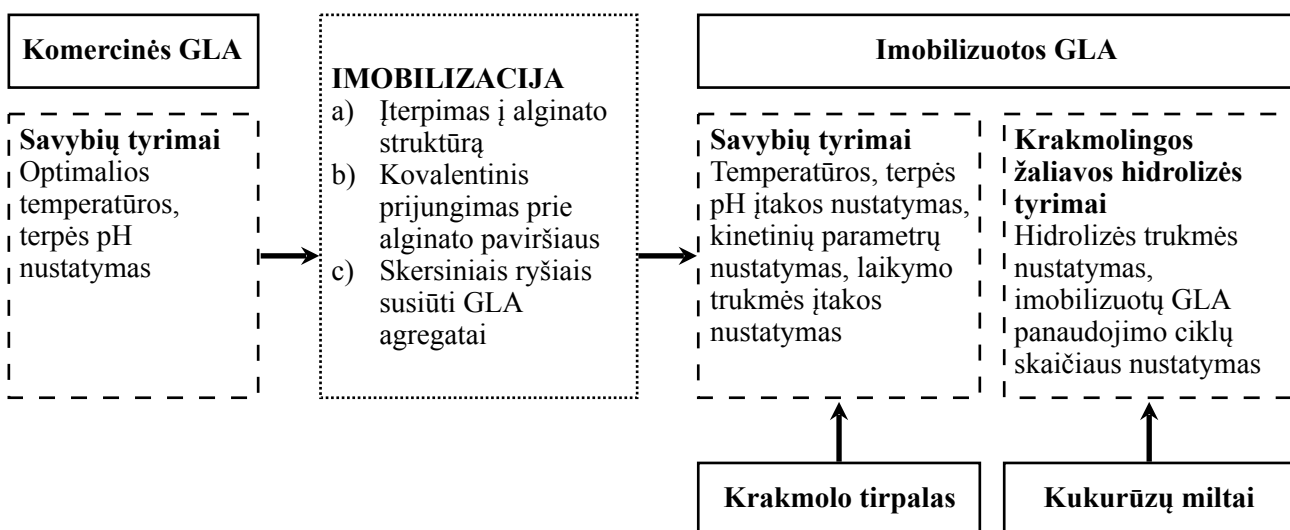 Komercinės GLA
Savybių tyrimai
Optimalios
temperatūros,
terpės pH
nustatymas
IMOBILIZACIJA
a) Įterpimas į alginato
struktūrą
b) Kovalentinis
prijungimas prie
alginato paviršiaus
c) Skersiniais ryšiais
susiūti GLA
agregatai
Imobilizuotos GLA
Savybių tyrimai
Temperatūros, terpės
pH įtakos nustatymas,
kinetinių parametrų
nustatymas, laikymo
trukmės įtakos
nustatymas
Krakmolingos
žaliavos hidrolizės
tyrimai
Hidrolizės trukmės
nustatymas,
imobilizuotų GLA
panaudojimo ciklų
skaičiaus nustatymas
Krakmolo tirpalas
Kukurūzų miltai